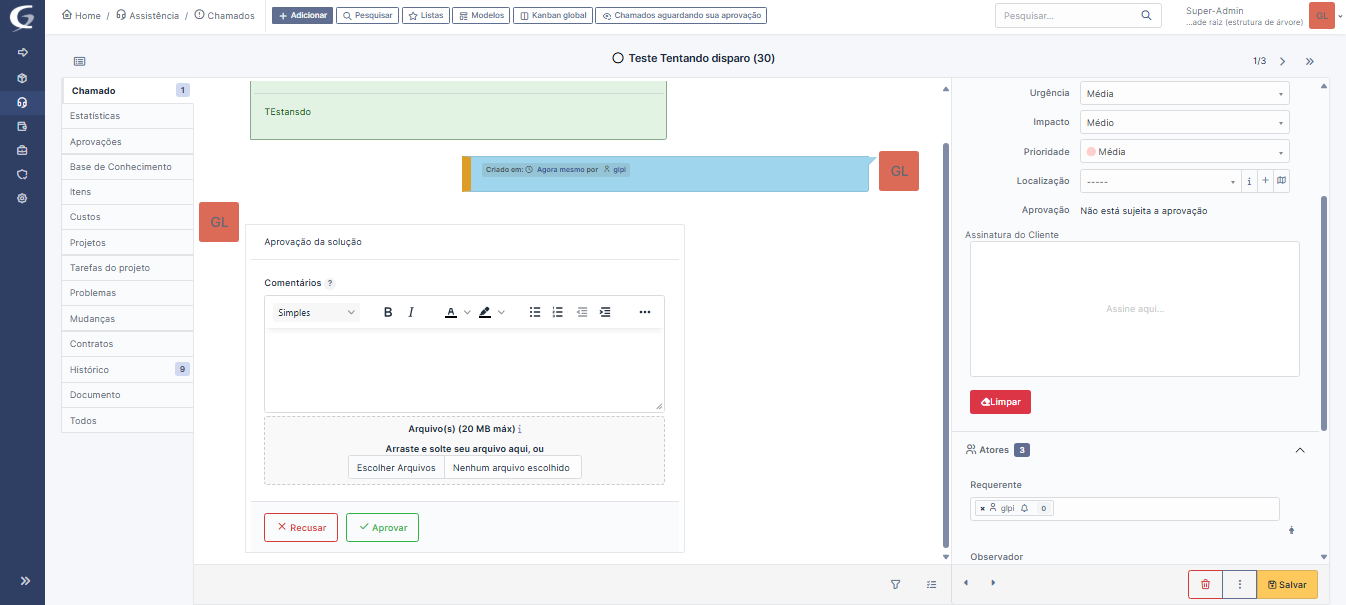 Home / Assistência / Chamados
Adicionar
Pesquisar
Listas
Modelos
Kanban global
Chamados aguardando sua aprovação
Pesquisar...
Super-Admin
...ade raiz (estrutura de árvore)
GL
Teste Tentando disparo (30)
1/3
Chamado 1
Estatísticas
Aprovações
Base de Conhecimento
Itens
Custos
Projetos
Tarefas do projeto
Problemas
Mudanças
Contratos
Histórico 9
Documento
Todos
TEstansdo
Criado em: Agora mesmo por glpi
GL
GL
Aprovação da solução
Comentários ?
Simples B I A
Arquivo(s) (20 MB máx) i
Arraste e solte seu arquivo aqui, ou
Escolher Arquivos Nenhum arquivo escolhido
Recusar
Aprovar
Urgência Média
Impacto Médio
Prioridade Média
Localização ----- i +
Aprovação Não está sujeita a aprovação
Assinatura do Cliente
Assine aqui...
Limpar
Atores 3
Requerente
× glpi 0
Observador
Salvar